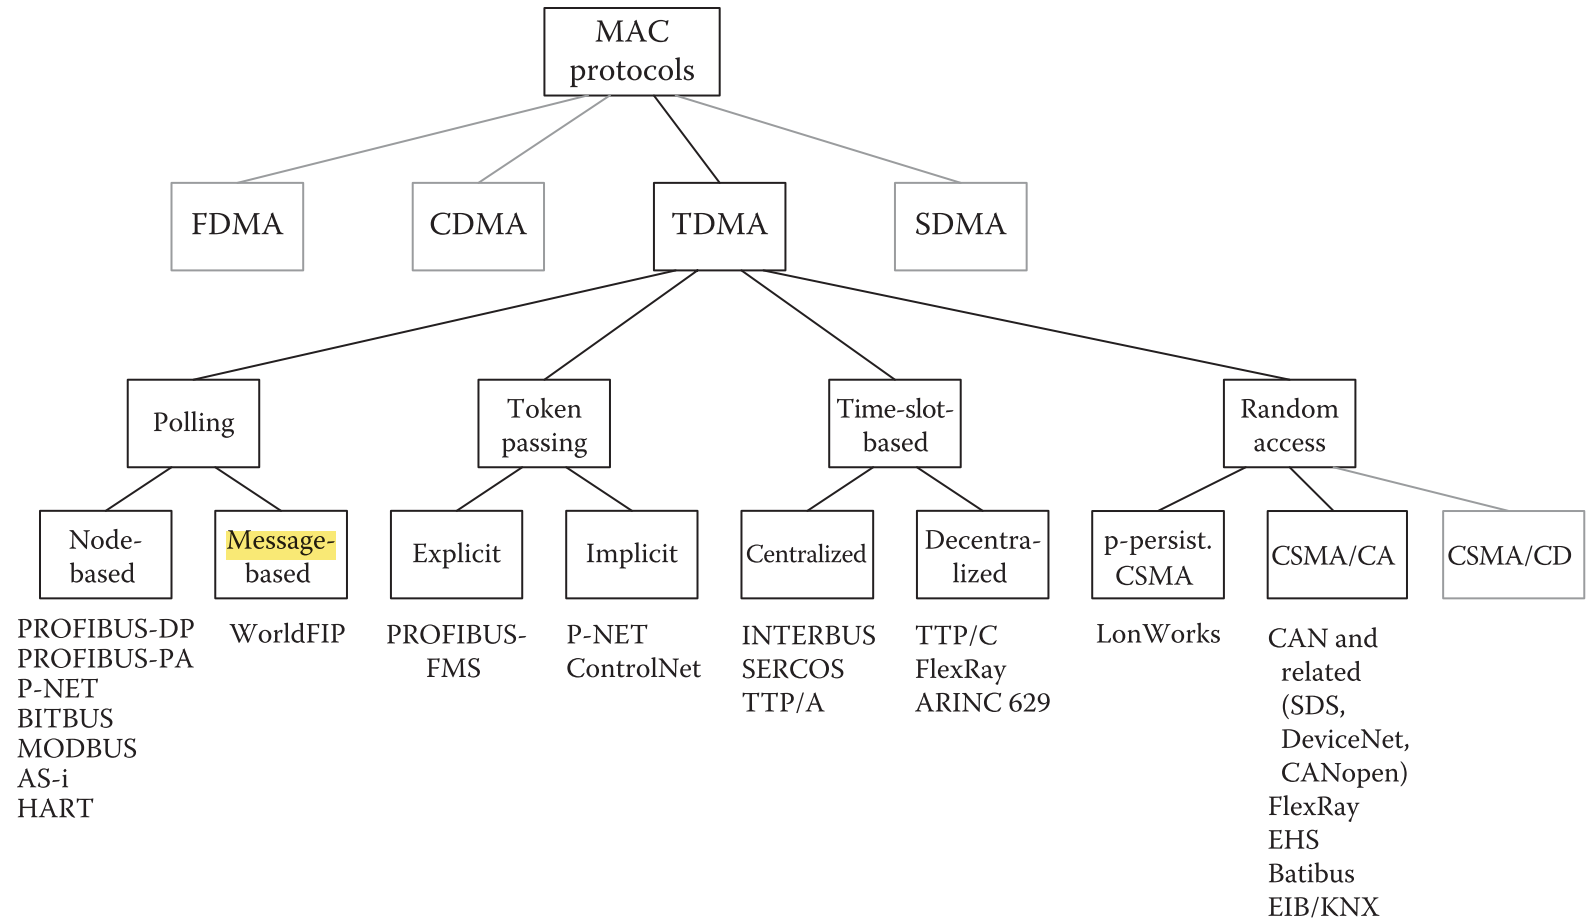 MAC
protocols
FDMA
CDMA
TDMA
SDMA
Polling
Token
passing
Time-slot-
based
Random
access
Node-
based
Message-
based
Explicit
Implicit
Centralized
Decentra-
lized
p-persist.
CSMA
CSMA/CA
CSMA/CD
PROFIBUS-DP
PROFIBUS-PA
P-NET
BITBUS
MODBUS
AS-i
HART
WorldFIP
PROFIBUS-
FMS
P-NET
ControlNet
INTERBUS
SERCOS
TTP/A
TTP/C
FlexRay
ARINC 629
LonWorks
CAN and
related
(SDS,
DeviceNet,
CANopen)
FlexRay
EHS
Batibus
EIB/KNX